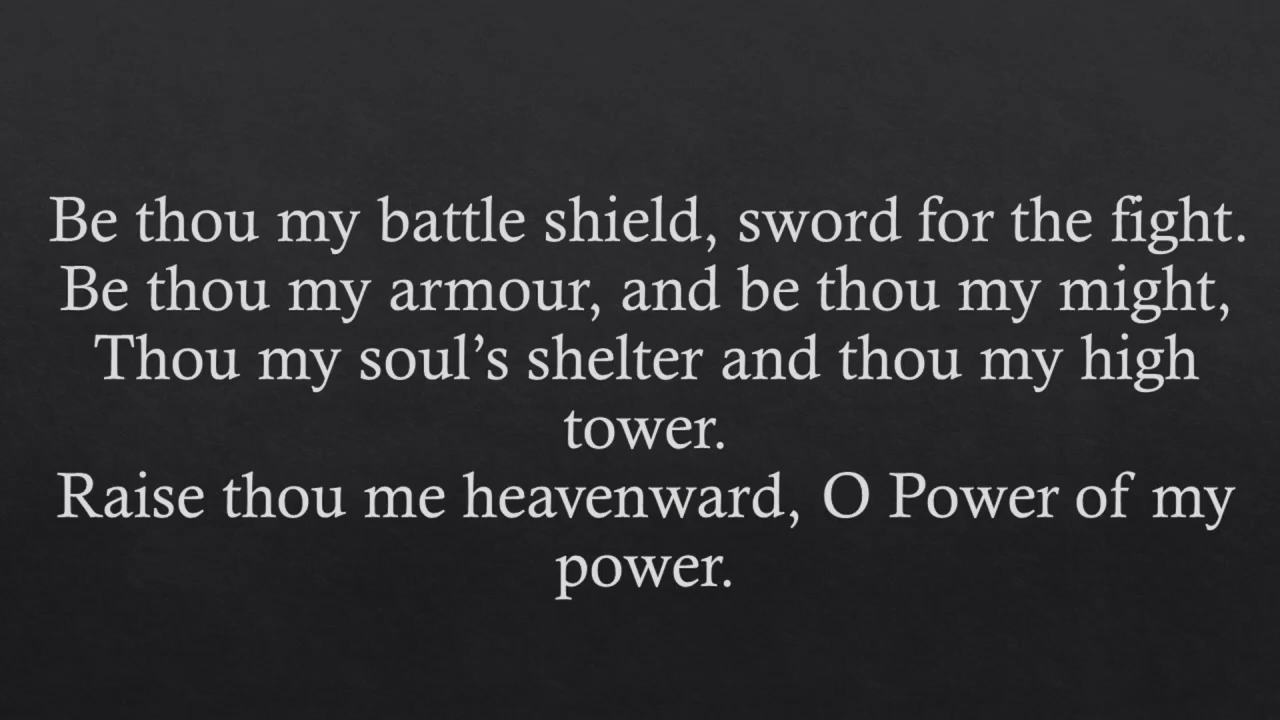 Be thou my battle shield, sword for the fight.
Be thou my armour, and be thou my might,
Thou my soul’s shelter and thou my high
tower.
Raise thou me heavenward, O Power of my
power.